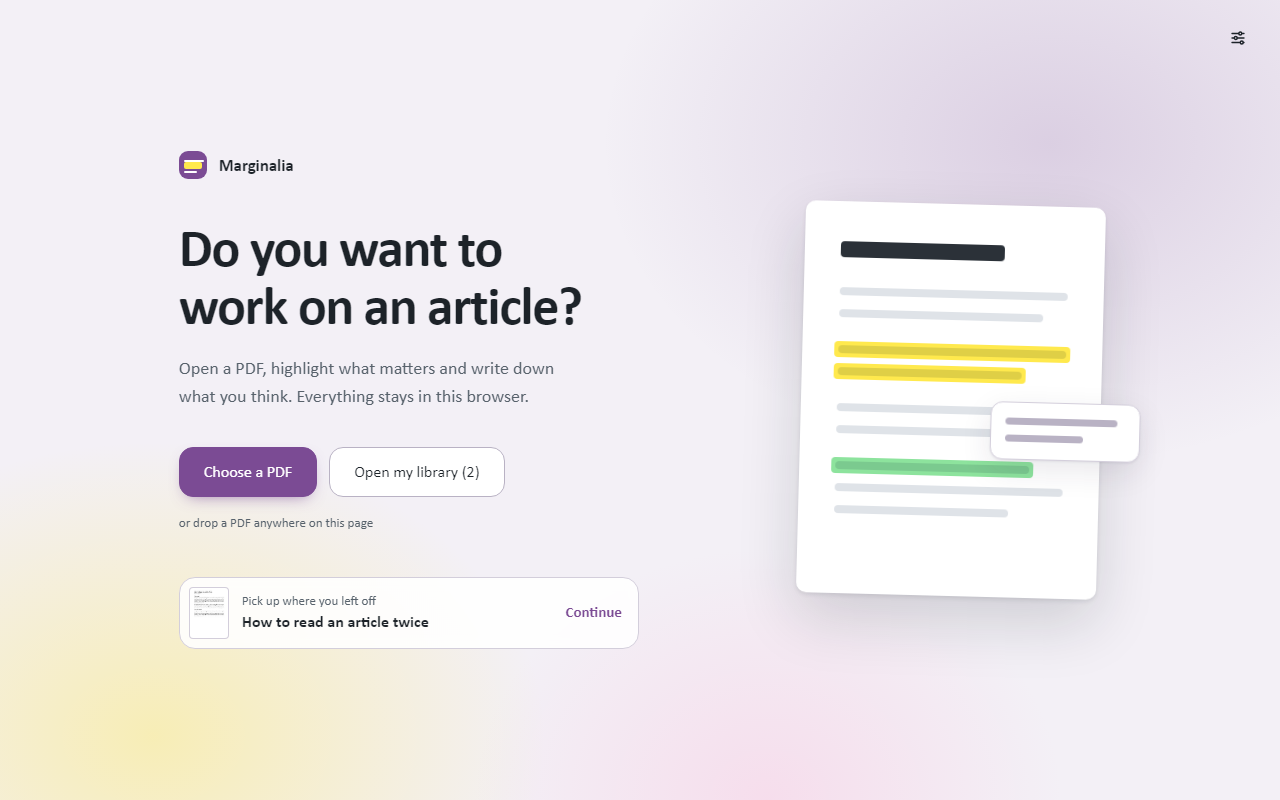 Marginalia
Do you want to
work on an article?
Open a PDF, highlight what matters and write down
what you think. Everything stays in this browser.
Choose a PDF
Open my library (2)
or drop a PDF anywhere on this page
Pick up where you left off
How to read an article twice
Continue